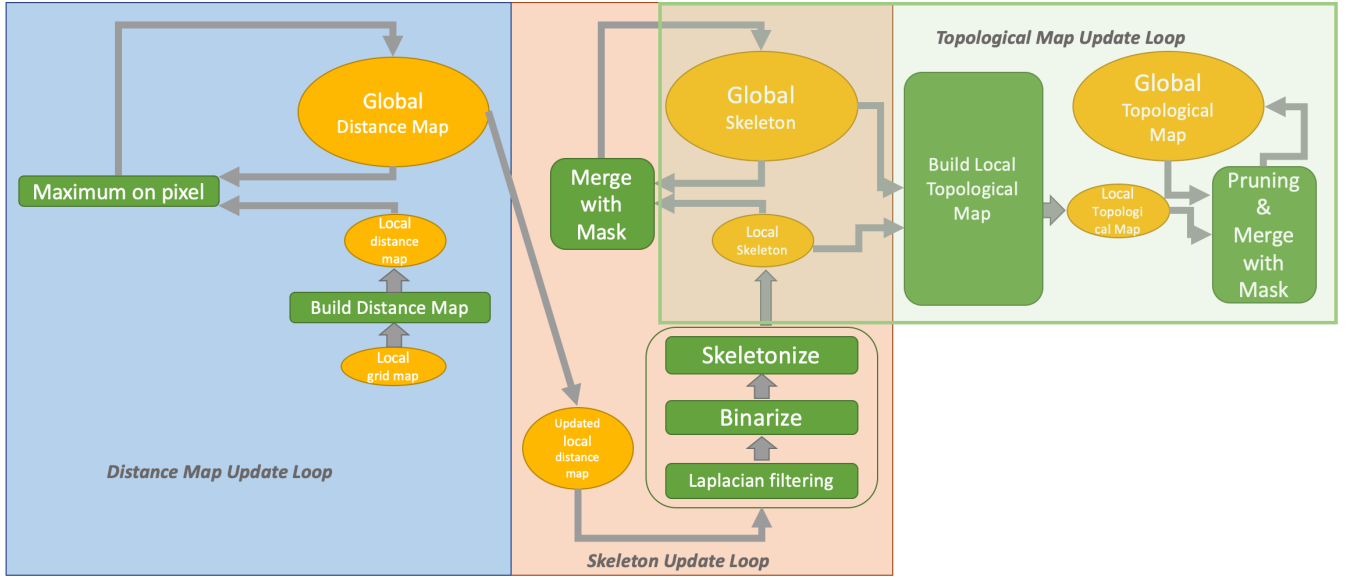 Global
Distance Map
Maximum on pixel
Local
distance
map
Build Distance Map
Local
grid map
Distance Map Update Loop
Global
Skeleton
Merge
with
Mask
Local
Skeleton
Skeletonize
Binarize
Laplacian filtering
Updated
local
distance
map
Skeleton Update Loop
Topological Map Update Loop
Build Local
Topological
Map
Global
Topological
Map
Local
Topologi
cal Map
Pruning
&
Merge
with
Mask